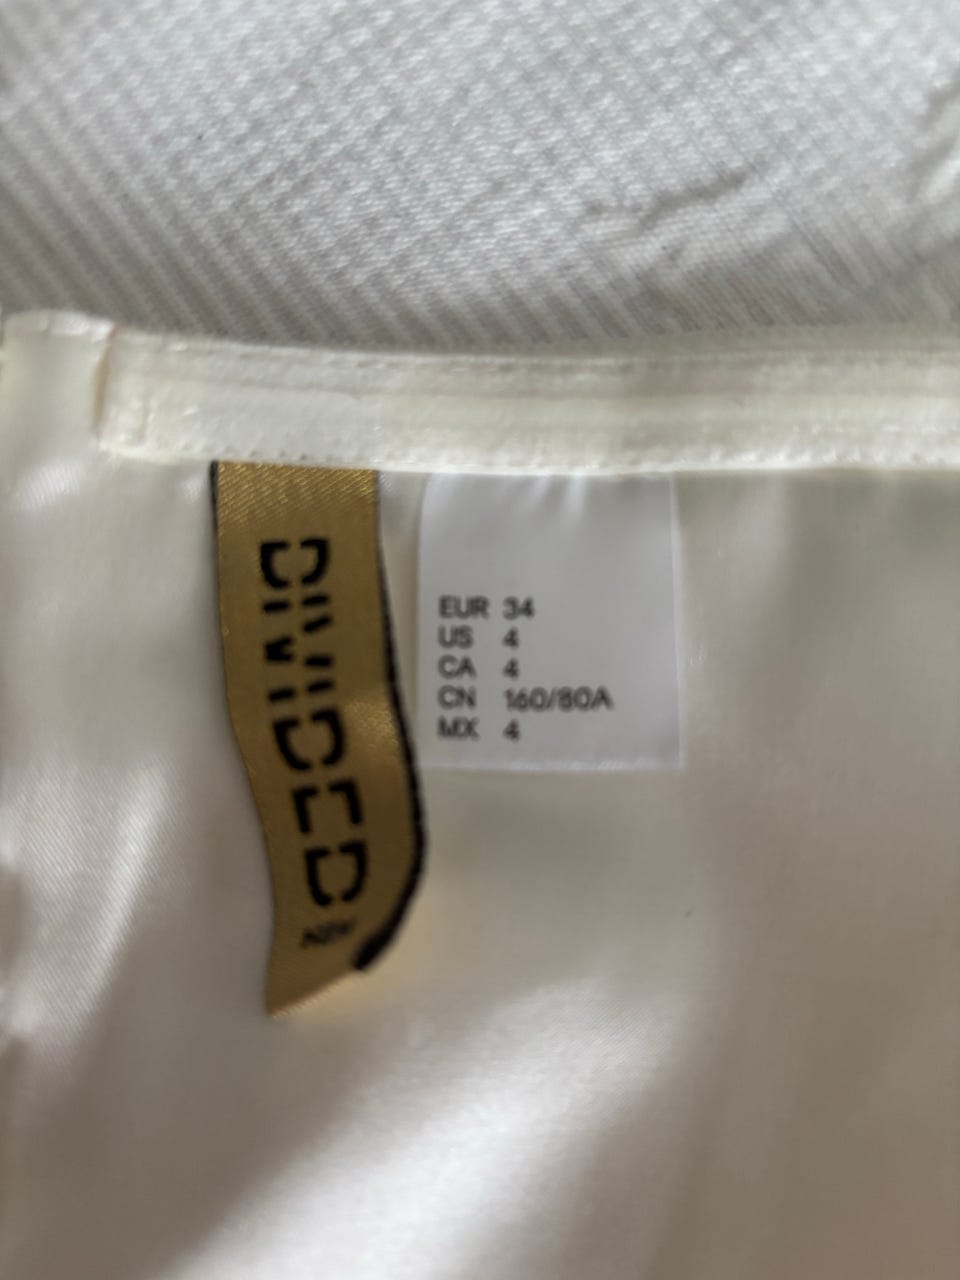 DIVIDED
EUR 34
US 4
CA 4
CN 160/80A
MX 4